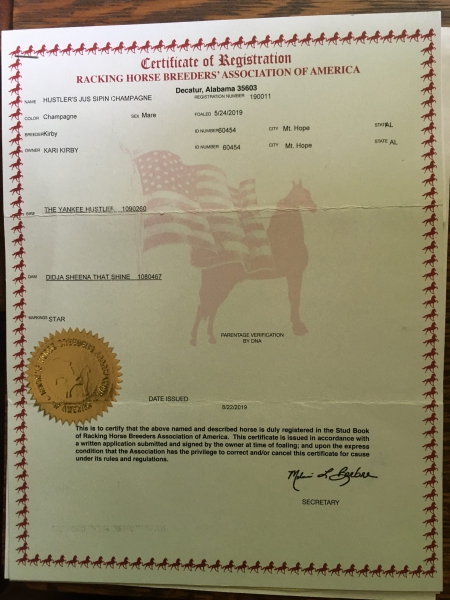 Certificate of Registration
RACKING HORSE BREEDERS' ASSOCIATION OF AMERICA
Decatur, Alabama 35603
NAME HUSTLER'S JUS SIPIN CHAMPAGNE REGISTRATION NUMBER 190011
COLOR Champagne SEX Mare FOALED 5/24/2019
BREEDER Kirby ID NUMBER 60454 CITY Mt. Hope STATE AL
OWNER KARI KIRBY ID NUMBER 60454 CITY Mt. Hope STATE AL
SIRE THE YANKEE HUSTLER 1090260
DAM DIDJA SHEENA THAT SHINE 1080467
MARKINGS STAR
PARENTAGE VERIFICATION
BY DNA
DATE ISSUED
8/22/2019
This is to certify that the above named and described horse is duly registered in the Stud Book
of Racking Horse Breeders Association of America. This certificate is issued in accordance with
a written application submitted and signed by the owner at time of foaling; and upon the express
condition that the Association has the privilege to correct and/or cancel this certificate for cause
under its rules and regulations.
SECRETARY